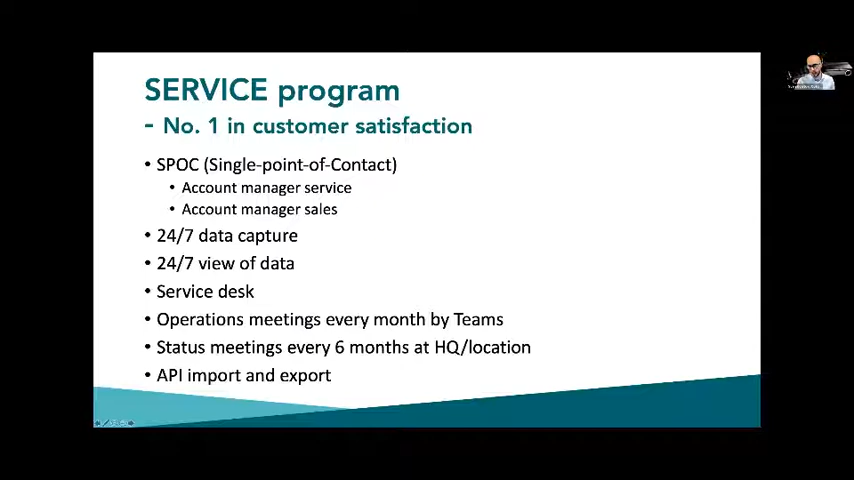 SERVICE program
- No. 1 in customer satisfaction
• SPOC (Single-point-of-Contact)
• Account manager service
• Account manager sales
• 24/7 data capture
• 24/7 view of data
• Service desk
• Operations meetings every month by Teams
• Status meetings every 6 months at HQ/location
• API import and export